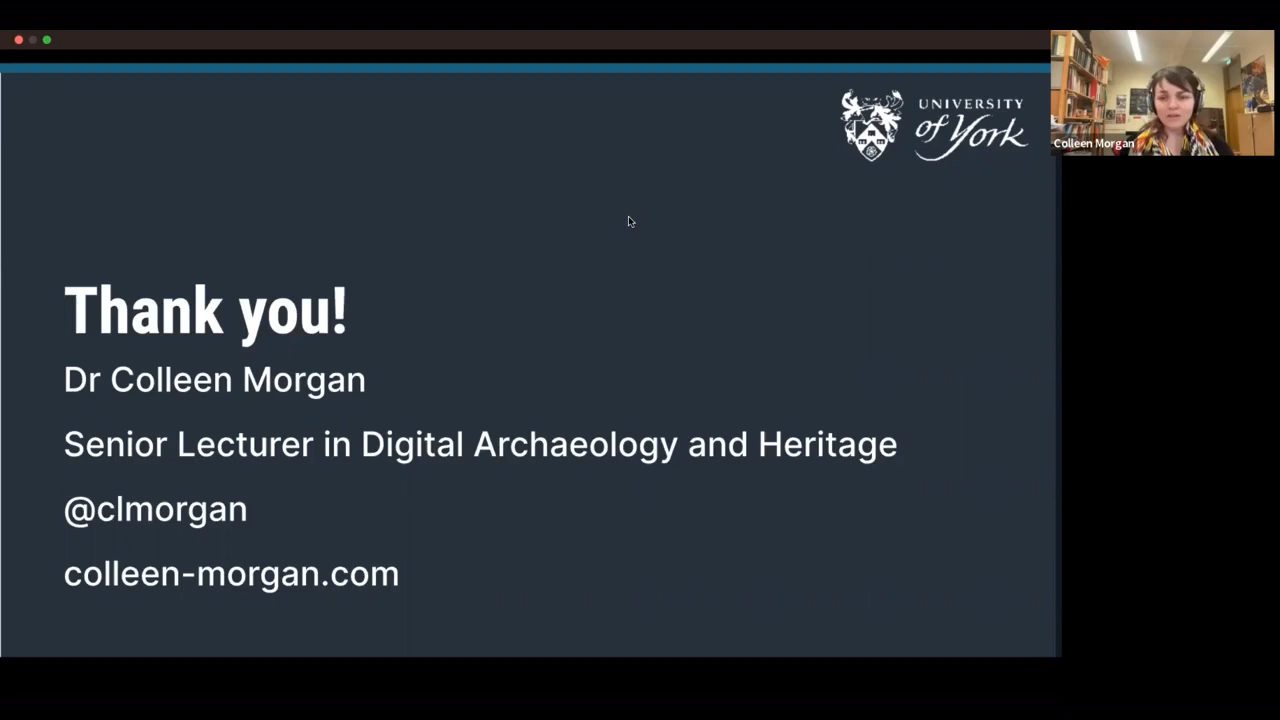 UNIVERSITY
of York
Colleen Morgan
Thank you!
Dr Colleen Morgan
Senior Lecturer in Digital Archaeology and Heritage
@clmorgan
colleen-morgan.com